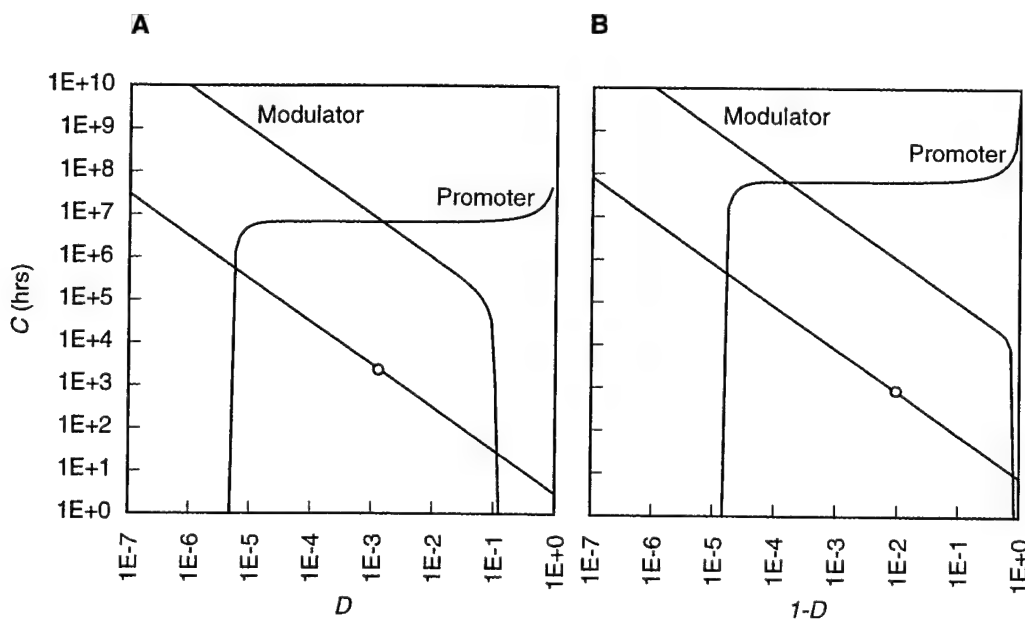 A
B
1E+10
1E+9
1E+8
1E+7
1E+6
1E+5
1E+4
1E+3
1E+2
1E+1
1E+0
C (hrs)
Modulator
Promoter
Modulator
Promoter
1E-7
1E-6
1E-5
1E-4
1E-3
1E-2
1E-1
1E+0
D
1E-7
1E-6
1E-5
1E-4
1E-3
1E-2
1E-1
1E+0
1-D